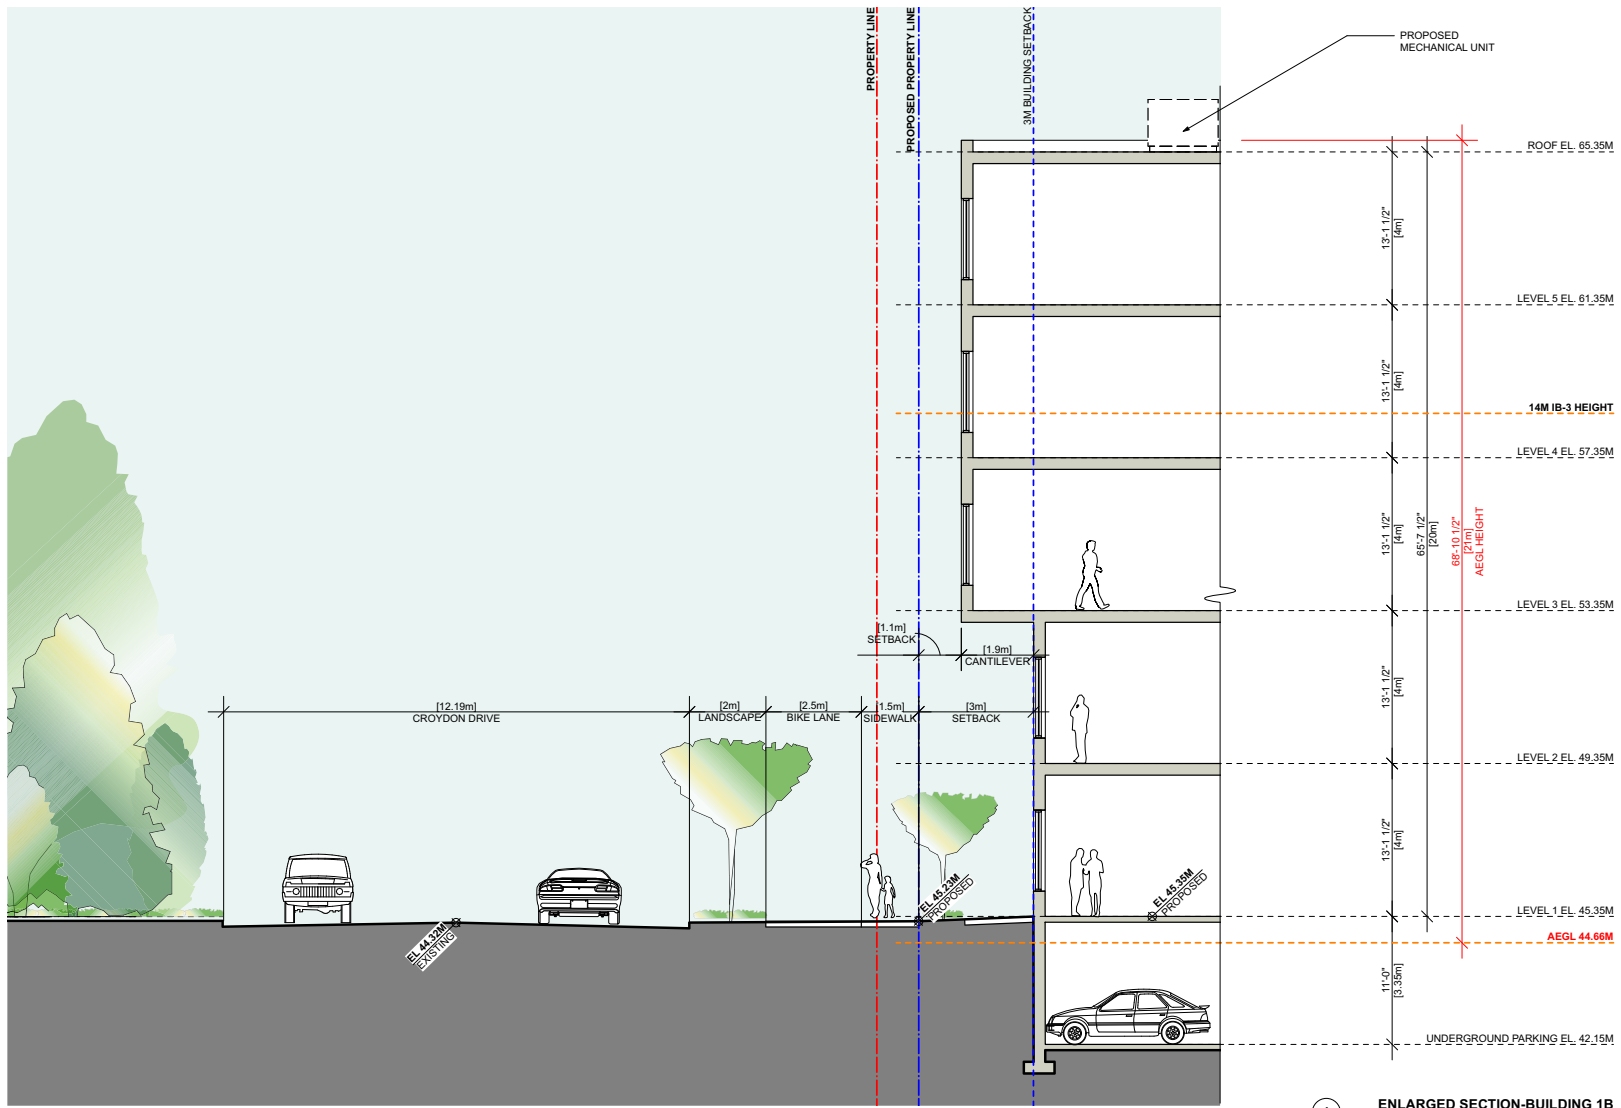 PROPERTY LINE
PROPOSED PROPERTY LINE
3M BUILDING SETBACK
PROPOSED
MECHANICAL UNIT
ROOF EL. 65.35M
13'-1 1/2"
[4m]
LEVEL 5 EL. 61.35M
13'-1 1/2"
[4m]
14M IB-3 HEIGHT
LEVEL 4 EL. 57.35M
13'-1 1/2"
[4m]
65'-7 1/2"
[20m]
68'-10 1/2"
[21m]
AEGL HEIGHT
LEVEL 3 EL. 53.35M
[1.1m]
SETBACK
[1.9m]
CANTILEVER
13'-1 1/2"
[4m]
[12.19m]
CROYDON DRIVE
[2m]
LANDSCAPE
[2.5m]
BIKE LANE
[1.5m]
SIDEWALK
[3m]
SETBACK
LEVEL 2 EL. 49.35M
13'-1 1/2"
[4m]
EL 44.32M
EXISTING
EL 45.23M
PROPOSED
EL 45.35M
PROPOSED
LEVEL 1 EL. 45.35M
AEGL 44.66M
11'-0"
[3.35m]
UNDERGROUND PARKING EL. 42.15M
ENLARGED SECTION-BUILDING 1B